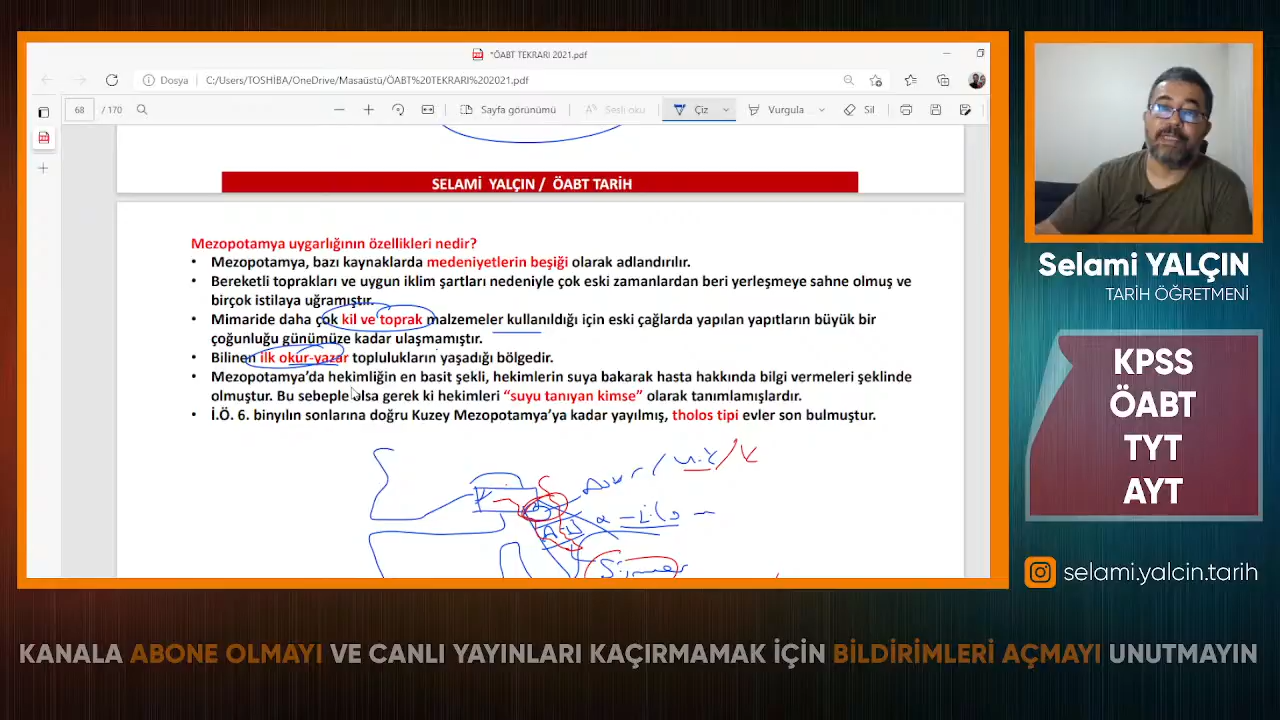 *ÖABT TEKRARI 2021.pdf
Dosya
C:/Users/TOSHIBA/OneDrive/Masaüstü/ÖABT%20TEKRARI%202021.pdf
68 / 170
Sayfa görünümü
Sesli oku
Çiz
Vurgula
Sil
SELAMİ YALÇIN / ÖABT TARİH
Mezopotamya uygarlığının özellikleri nedir?
• Mezopotamya, bazı kaynaklarda medeniyetlerin beşiği olarak adlandırılır.
• Bereketli toprakları ve uygun iklim şartları nedeniyle çok eski zamanlardan beri yerleşmeye sahne olmuş ve
birçok istilaya uğramıştır.
• Mimaride daha çok kil ve toprak malzemeler kullanıldığı için eski çağlarda yapılan yapıtların büyük bir
çoğunluğu günümüze kadar ulaşmamıştır.
• Bilinen ilk okur-yazar toplulukların yaşadığı bölgedir.
• Mezopotamya’da hekimliğin en basit şekli, hekimlerin suya bakarak hasta hakkında bilgi vermeleri şeklinde
olmuştur. Bu sebeple olsa gerek ki hekimleri “suyu tanıyan kimse” olarak tanımlamışlardır.
• İ.Ö. 6. binyılın sonlarına doğru Kuzey Mezopotamya’ya kadar yayılmış, tholos tipi evler son bulmuştur.
Asur
Sümer
Selami YALÇIN
TARİH ÖĞRETMENİ
KPSS
ÖABT
TYT
AYT
selami.yalcin.tarih
KANALA ABONE OLMAYI VE CANLI YAYINLARI KAÇIRMAMAK İÇİN BİLDİRİMLERİ AÇMAYI UNUTMAYIN